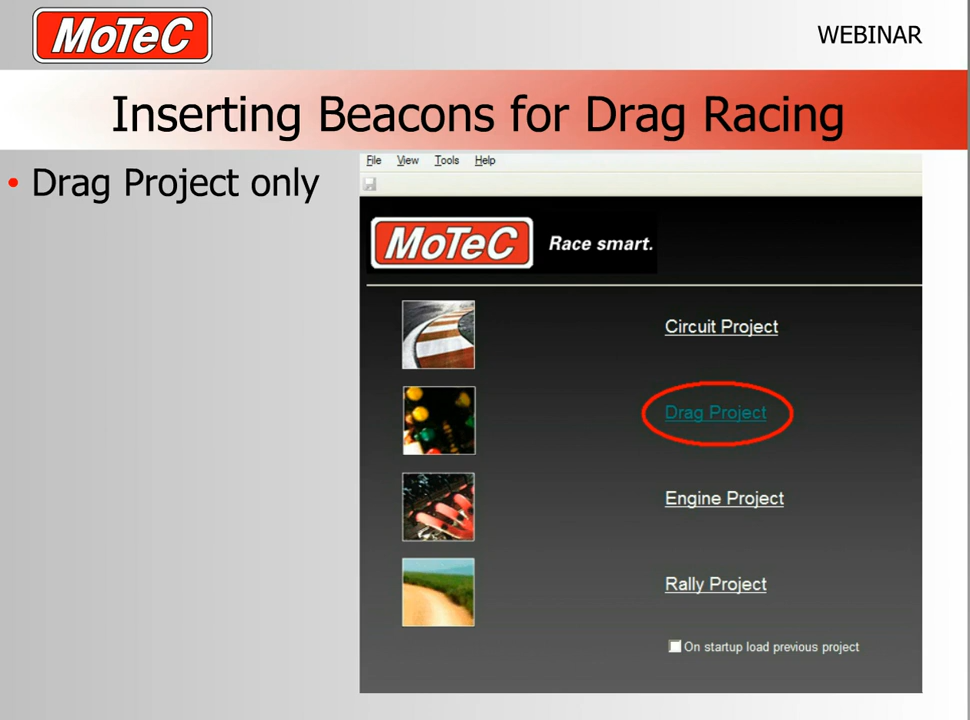 MoTeC
WEBINAR
Inserting Beacons for Drag Racing
• Drag Project only
File View Tools Help
MoTeC Race smart.
Circuit Project
Drag Project
Engine Project
Rally Project
On startup load previous project